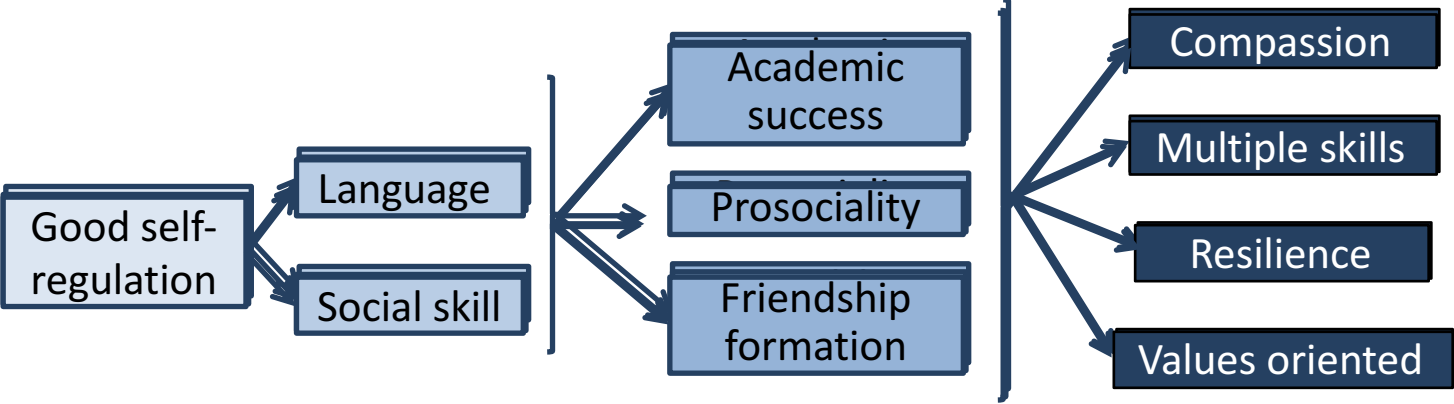 Good self-
regulation
Language
Social skill
Academic
success
Prosociality
Friendship
formation
Compassion
Multiple skills
Resilience
Values oriented